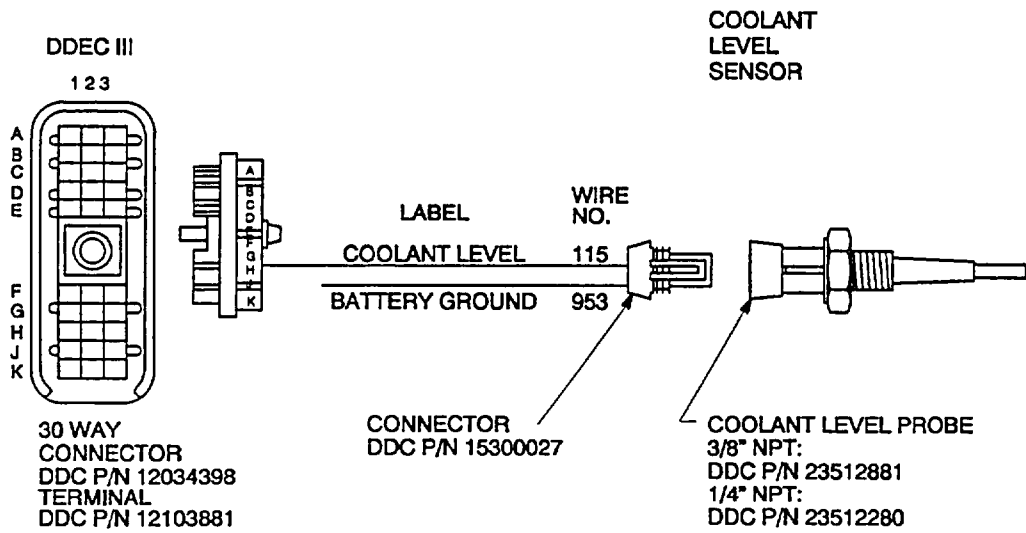 COOLANT
LEVEL
SENSOR
DDEC III
1 2 3
A
B
C
D
E
F
G
H
J
K
A
B
C
D
E
F
G
H
J
K
LABEL
WIRE
NO.
COOLANT LEVEL 115
BATTERY GROUND 953
30 WAY
CONNECTOR
DDC P/N 12034398
TERMINAL
DDC P/N 12103881
CONNECTOR
DDC P/N 15300027
COOLANT LEVEL PROBE
3/8" NPT:
DDC P/N 23512881
1/4" NPT:
DDC P/N 23512280